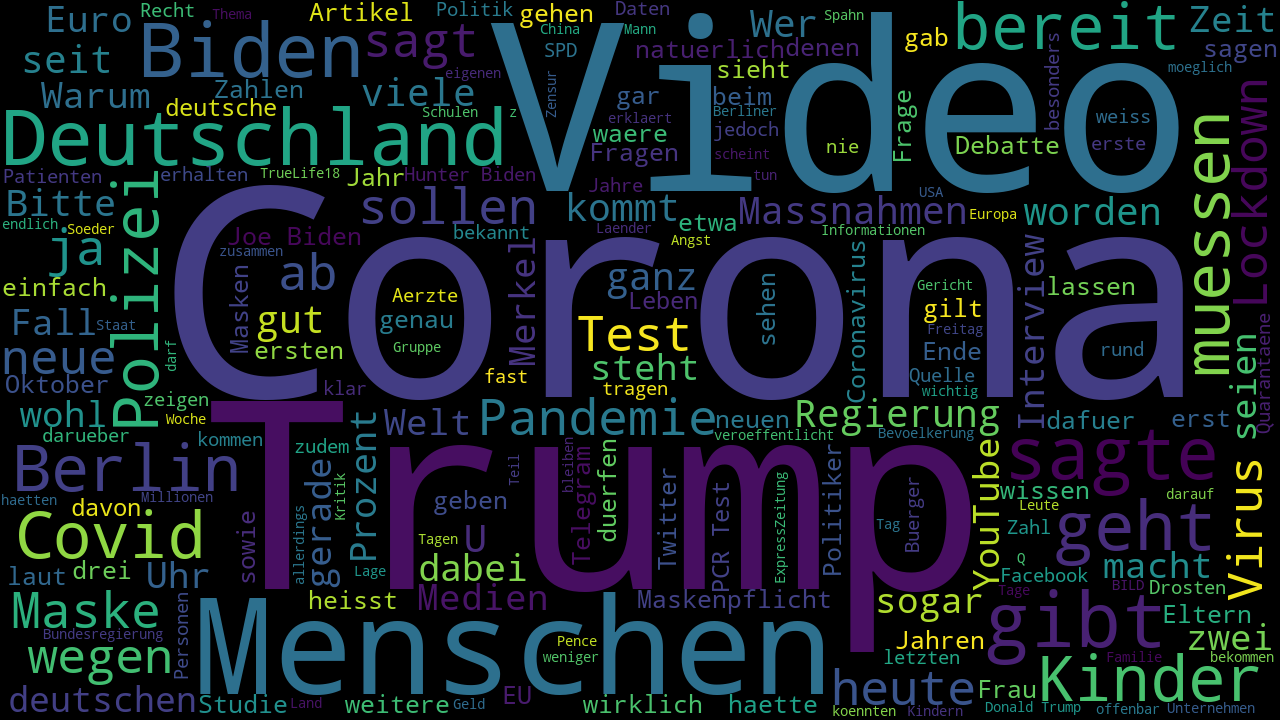 Euro
Recht
Thema
Artikel
Politik
gehen
Daten
China
Mann
Spahn
Wer
gab
bereit
Zeit
seit
Biden
sagt
SPD
natuerlich
denen
sagen
eigenen
Video
sieht
besonders
moeglich
Warum
Zahlen
viele
Zensur
gar
beim
Frage
deutsche
Schulen
z
erklaert
Berliner
weiss
Deutschland
waere
jedoch
Fragen
scheint
nie
Debatte
erste
Lockdown
Patienten
erhalten
TrueLife18
Jahr
Hunter Biden
Jahre
tun
USA
muessen
Bitte
Polizei
sollen
kommt
etwa
Massnahmen
Europa
worden
endlich
Soeder
bekannt
Laender
Angst
Informationen
ja
Joe Biden
zusammen
Corona
einfach
ab
Masken
Merkel
ganz
sehen
Coronavirus
Interview
lassen
Aerzte
Leben
Gericht
gilt
Fall
Staat
gut
genau
Test
Freitag
neue
darf
ersten
Gruppe
steht
Ende
rund
Oktober
fast
tragen
Quelle
wichtig
zeigen
klar
seien
Quarantaene
wohl
Woche
Welt
Pandemie
neuen
Regierung
dafuer
erst
darueber
kommen
zudem
Prozent
veroeffentlicht
Bevoelkerung
Berlin
Trump
Teil
bleiben
duerfen
Politiker
YouTube
sagte
haetten
Millionen
gerade
Kritik
geben
Telegram
Twitter
PCR Test
ExpressZeitung
Buerger
wissen
darauf
davon
sowie
Leute
Virus
Covid
allerdings
Tagen
U
Tag
Zahl
geht
laut
drei
Uhr
Lage
dabei
Q
Facebook
macht
Maske
Personen
heisst
Medien
Maskenpflicht
sogar
Tage
BILD
Drosten
Eltern
Bundesregierung
Menschen
Pence
Jahren
gibt
zwei
wegen
weniger
letzten
Familie
bekommen
deutschen
Studie
Land
weitere
Geld
EU
wirklich
haette
heute
koennten
Kindern
Frau
Donald Trump
Kinder
offenbar
Unternehmen